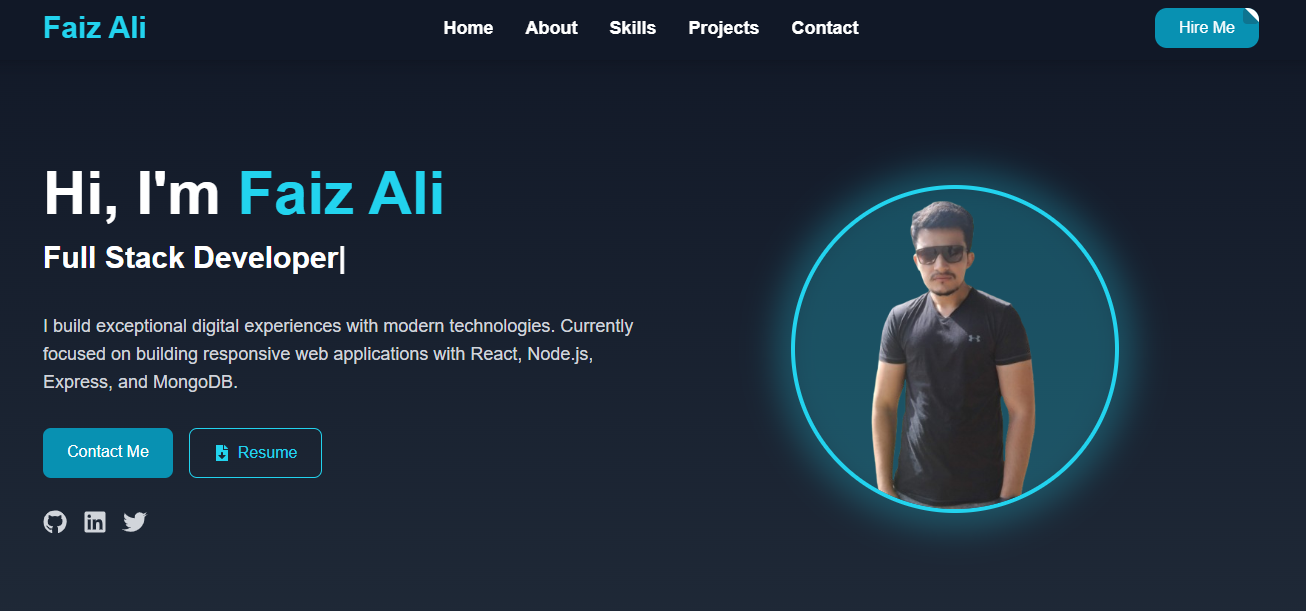 Faiz Ali
Home About Skills Projects Contact
Hire Me
Hi, I'm Faiz Ali
Full Stack Developer|
I build exceptional digital experiences with modern technologies. Currently
focused on building responsive web applications with React, Node.js,
Express, and MongoDB.
Contact Me
Resume
in